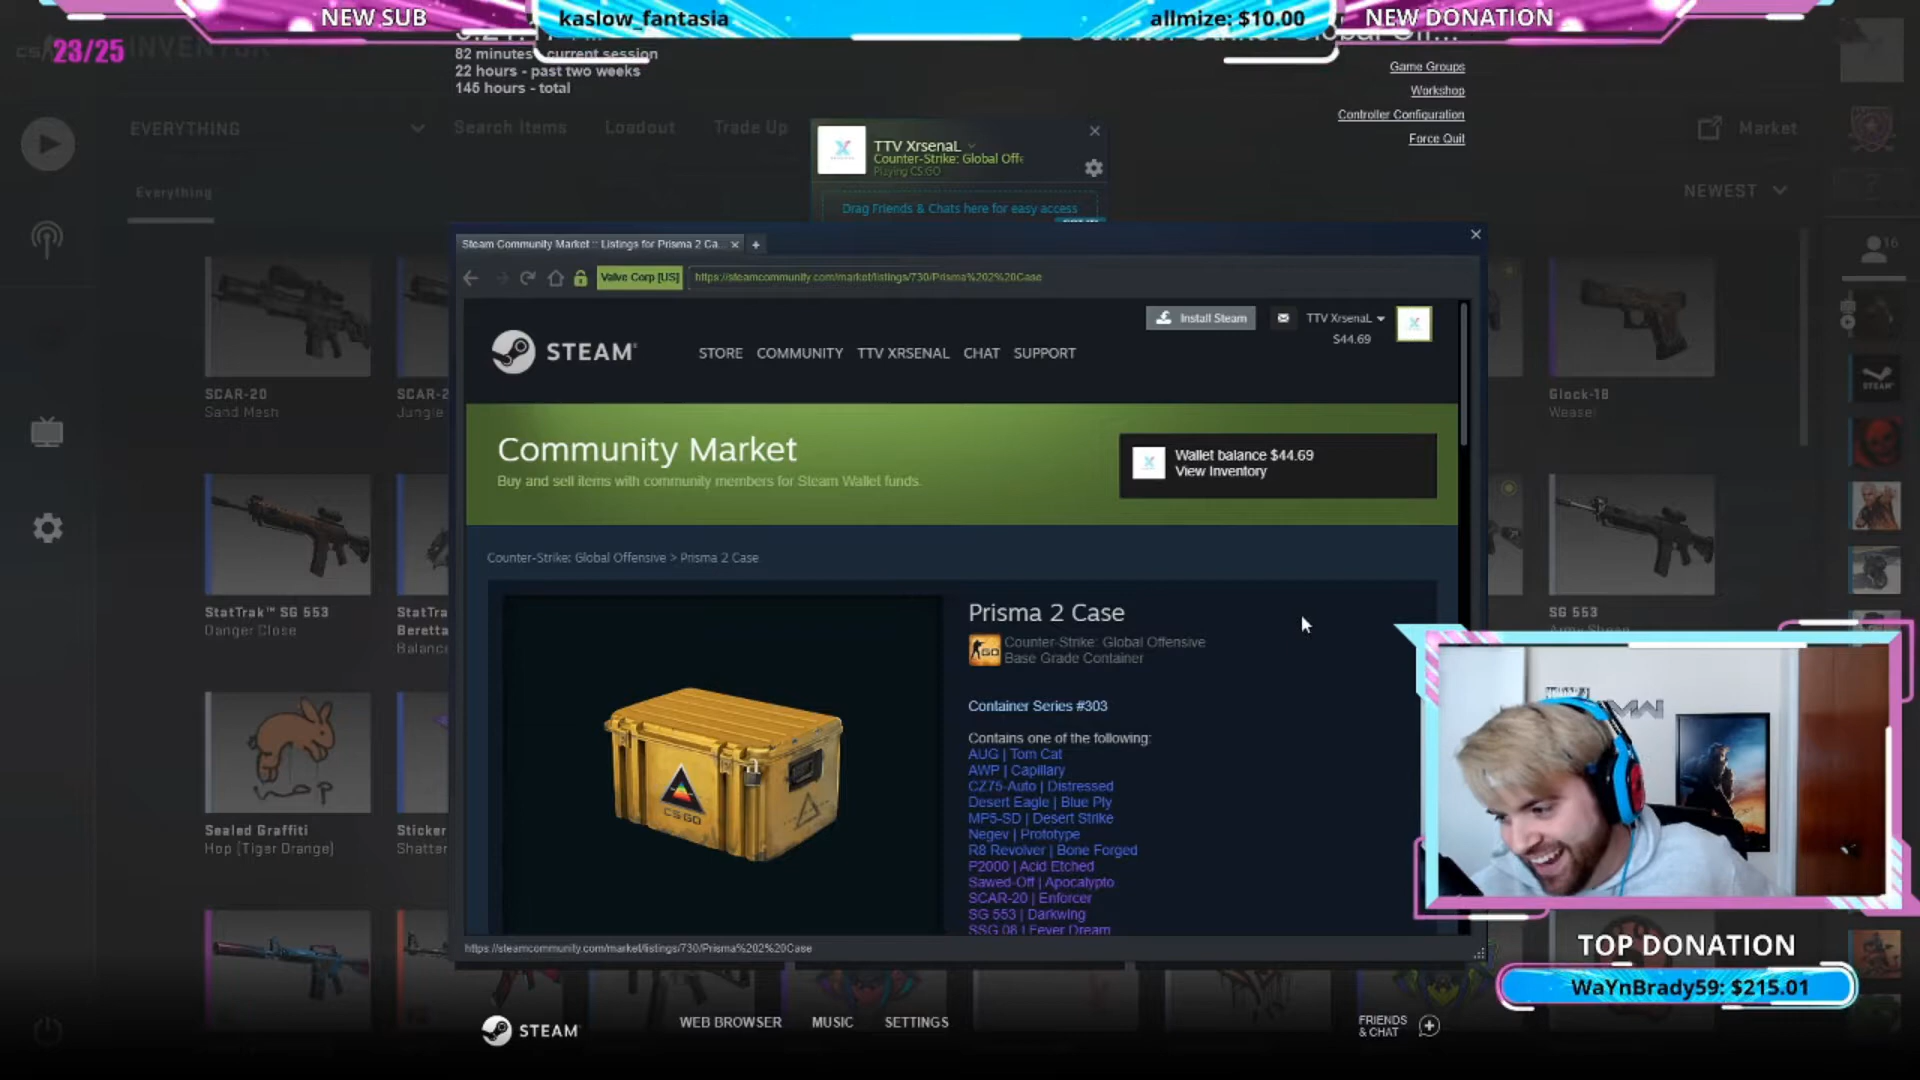 NEW SUB
kaslow_fantasia
allmize: $10.00
NEW DONATION
23/25
INVENTOR
82 minutes - current session
22 hours - past two weeks
145 hours - total
Game Groups
Workshop
Controller Configuration
Force Quit
EVERYTHING
Search Items
Loadout
Trade Up
Market
Everything
NEWEST
TTV XrsenaL
Counter-Strike: Global Offe
Playing CS:GO
Drag Friends & Chats here for easy access
Steam Community Market :: Listings for Prisma 2 Ca...
Valve Corp [US]
https://steamcommunity.com/market/listings/730/Prisma%202%20Case
Install Steam
TTV XrsenaL
$44.69
STEAM
STORE
COMMUNITY
TTV XRSENAL
CHAT
SUPPORT
Community Market
Buy and sell items with community members for Steam Wallet funds.
Wallet balance $44.69
View Inventory
Counter-Strike: Global Offensive > Prisma 2 Case
Prisma 2 Case
Counter-Strike: Global Offensive
Base Grade Container
Container Series #303
Contains one of the following:
AUG | Tom Cat
AWP | Capillary
CZ75-Auto | Distressed
Desert Eagle | Blue Ply
MP5-SD | Desert Strike
Negev | Prototype
R8 Revolver | Bone Forged
P2000 | Acid Etched
Sawed-Off | Apocalypto
SCAR-20 | Enforcer
SG 553 | Darkwing
SSG 08 | Fever Dream
CS:GO
https://steamcommunity.com/market/listings/730/Prisma%202%20Case
SCAR-20
Sand Mesh
SCAR-2
Jungle
Glock-18
Weasel
16
STEAM
StatTrak™ SG 553
Danger Close
StatTra
Beretta
Balance
SG 553
Army Sheen
Sealed Graffiti
Hop (Tiger Orange)
Sticker
Shatter
TOP DONATION
WaYnBrady59: $215.01
STEAM
WEB BROWSER
MUSIC
SETTINGS
FRIENDS
& CHAT